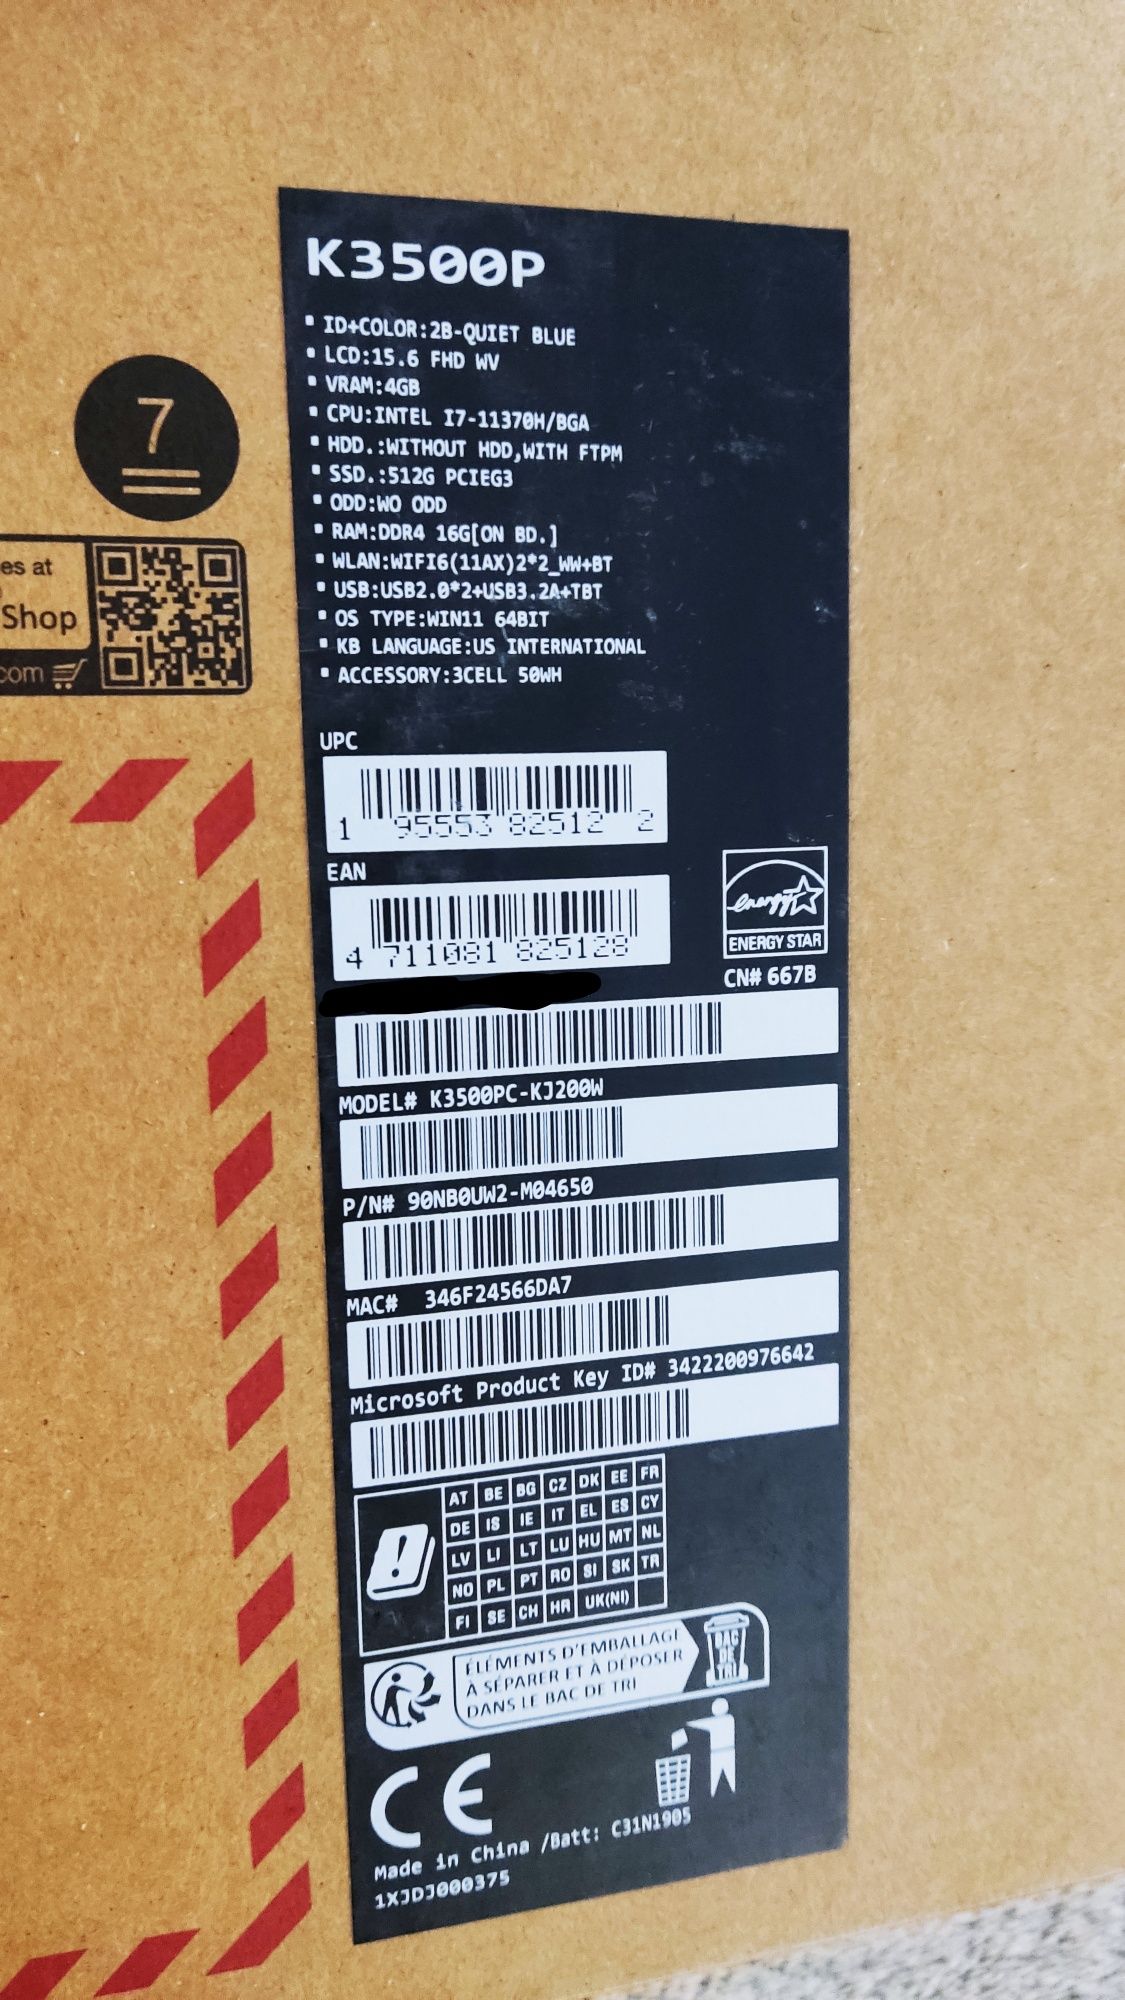 7
es at
Shop
com
K3500P
▪ ID+COLOR:2B-QUIET BLUE
▪ LCD:15.6 FHD WV
▪ VRAM:4GB
▪ CPU:INTEL I7-11370H/BGA
▪ HDD.:WITHOUT HDD,WITH FTPM
▪ SSD.:512G PCIEG3
▪ ODD:WO ODD
▪ RAM:DDR4 16G[ON BD.]
▪ WLAN:WIFI6(11AX)2*2_WW+BT
▪ USB:USB2.0*2+USB3.2A+TBT
▪ OS TYPE:WIN11 64BIT
▪ KB LANGUAGE:US INTERNATIONAL
▪ ACCESSORY:3CELL 50WH
UPC
1 95553 82512 2
EAN
4 711081 825128
energy
ENERGY STAR
CN# 667B
MODEL# K3500PC-KJ200W
P/N# 90NB0UW2-M04650
MAC# 346F24566DA7
Microsoft Product Key ID# 3422200976642
AT BE BG CZ DK EE FR
DE IS IE IT EL ES CY
LV LI LT LU HU MT NL
NO PL PT RO SI SK TR
FI SE CH HR UK(NI)
ÉLÉMENTS D'EMBALLAGE
À SÉPARER ET À DÉPOSER
DANS LE BAC DE TRI
BAC
DE
TRI
CE
Made in China /Batt: C31N1905
1XJDJ000375